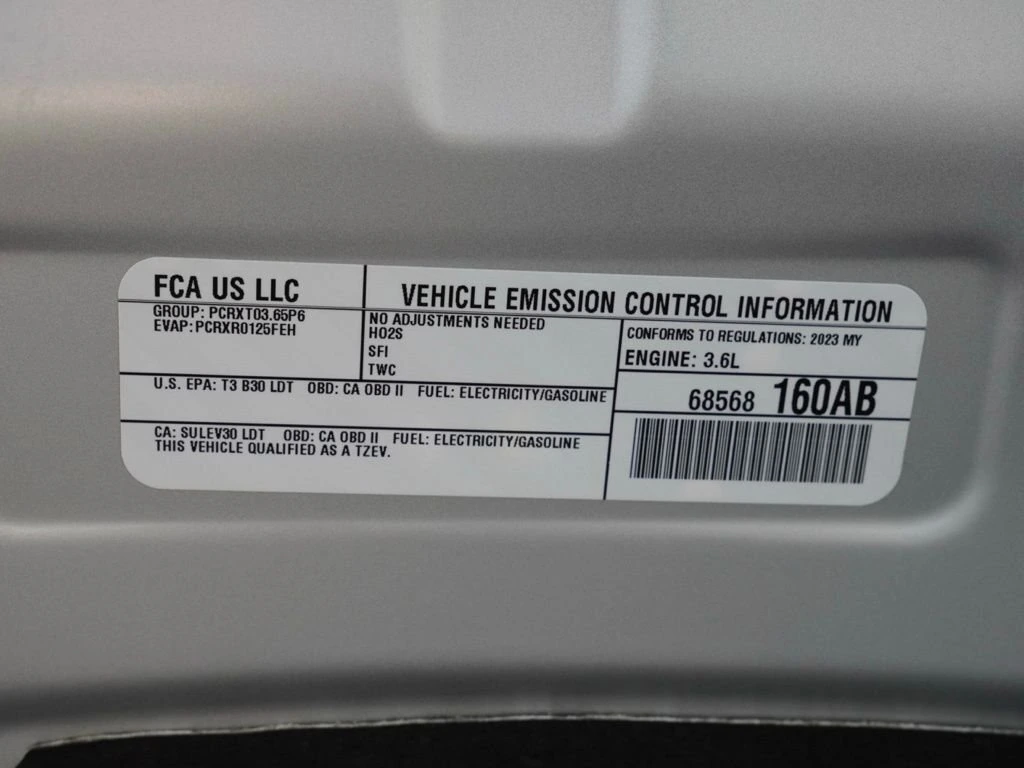 FCA US LLC
VEHICLE EMISSION CONTROL INFORMATION
GROUP: PCRXT03.65P6
EVAP: PCRXR0125FEH
NO ADJUSTMENTS NEEDED
HO2S
SFI
TWC
CONFORMS TO REGULATIONS: 2023 MY
ENGINE: 3.6L
U.S. EPA: T3 B30 LDT OBD: CA OBD II FUEL: ELECTRICITY/GASOLINE
68568 160AB
CA: SULEV30 LDT OBD: CA OBD II FUEL: ELECTRICITY/GASOLINE
THIS VEHICLE QUALIFIED AS A TZEV.